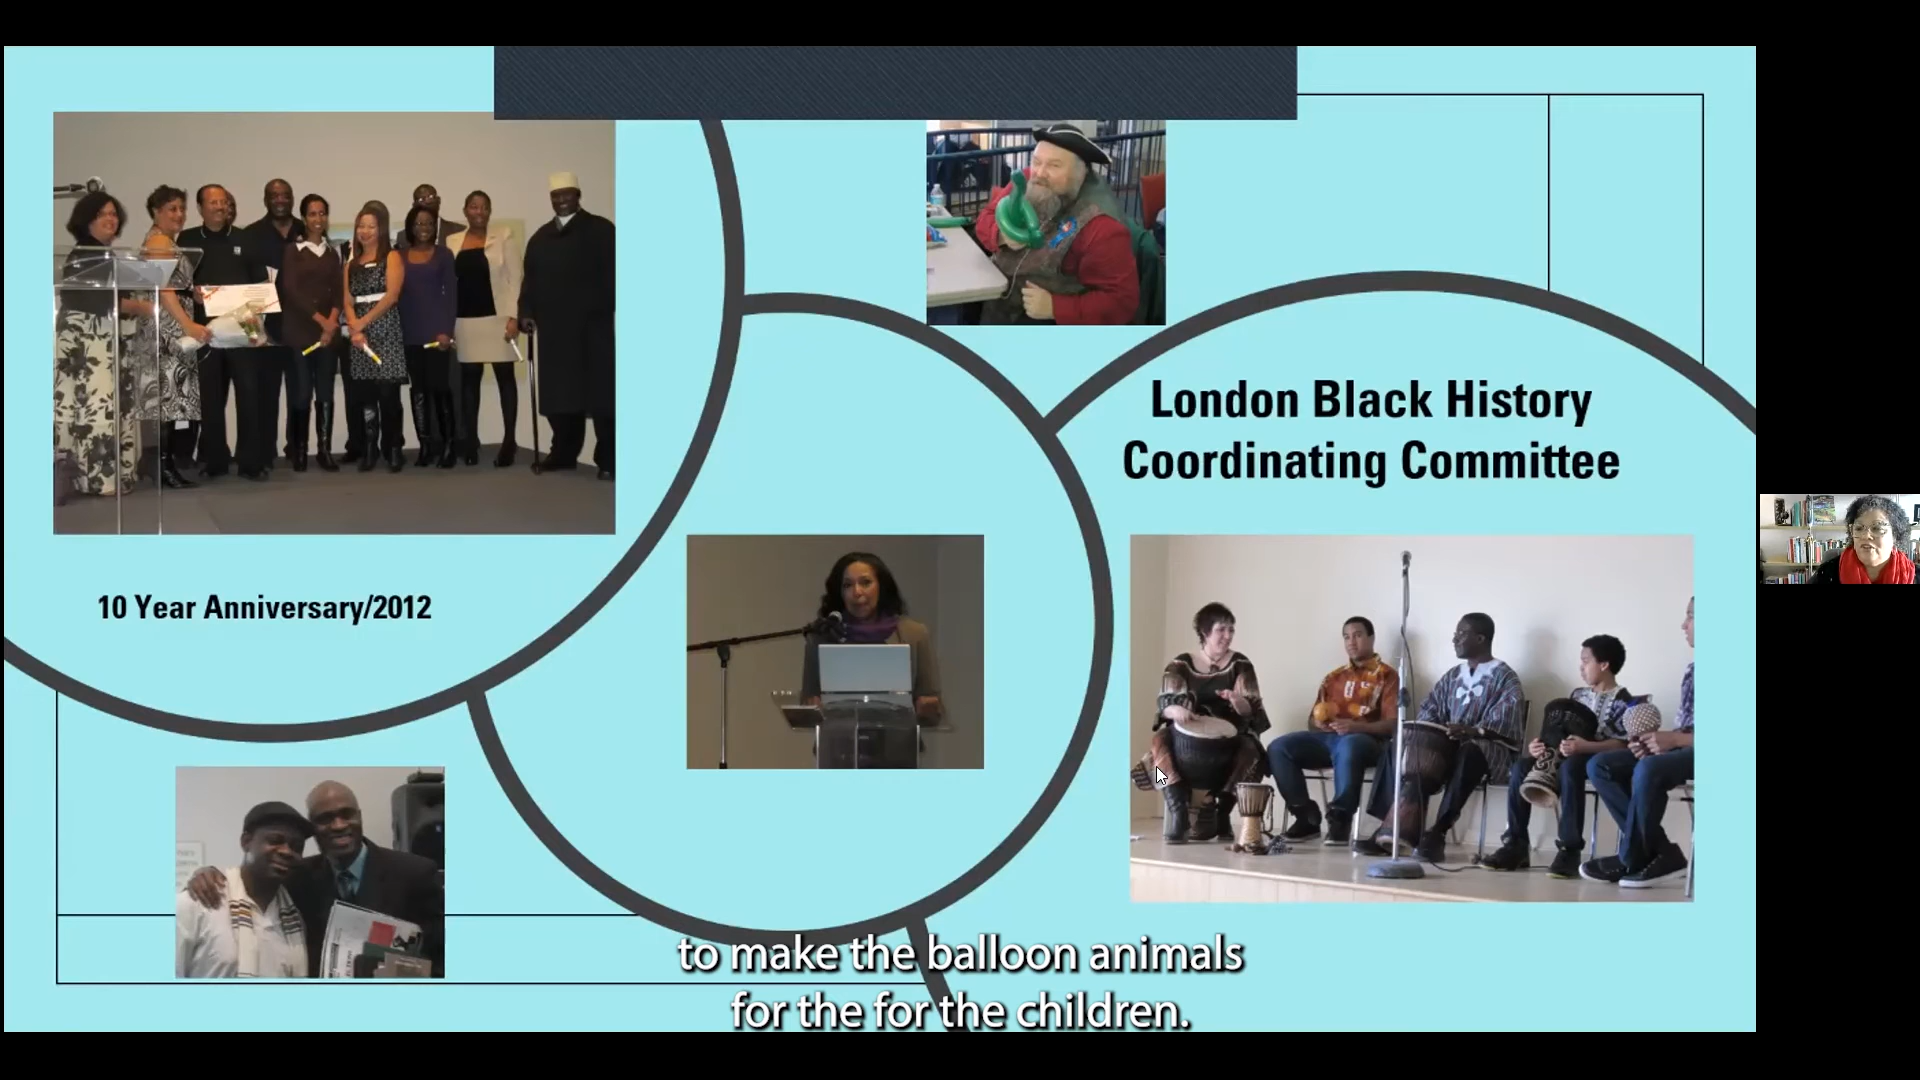 London Black History
Coordinating Committee
10 Year Anniversary/2012
to make the balloon animals
for the for the children.